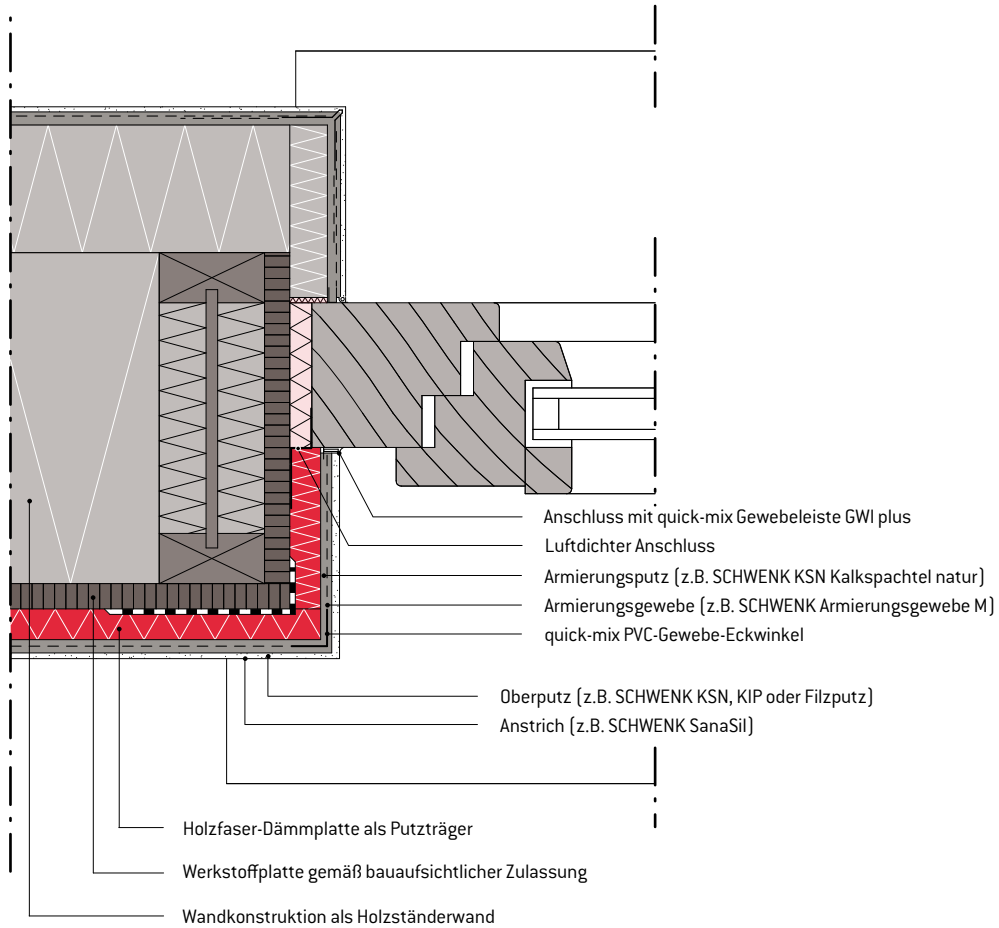 Anschluss mit quick-mix Gewebeleiste GWI plus
Luftdichter Anschluss
Armierungsputz (z.B. SCHWENK KSN Kalkspachtel natur)
Armierungsgewebe (z.B. SCHWENK Armierungsgewebe M)
quick-mix PVC-Gewebe-Eckwinkel
Oberputz (z.B. SCHWENK KSN, KIP oder Filzputz)
Anstrich (z.B. SCHWENK SanaSil)
Holzfaser-Dämmplatte als Putzträger
Werkstoffplatte gemäß bauaufsichtlicher Zulassung
Wandkonstruktion als Holzständerwand